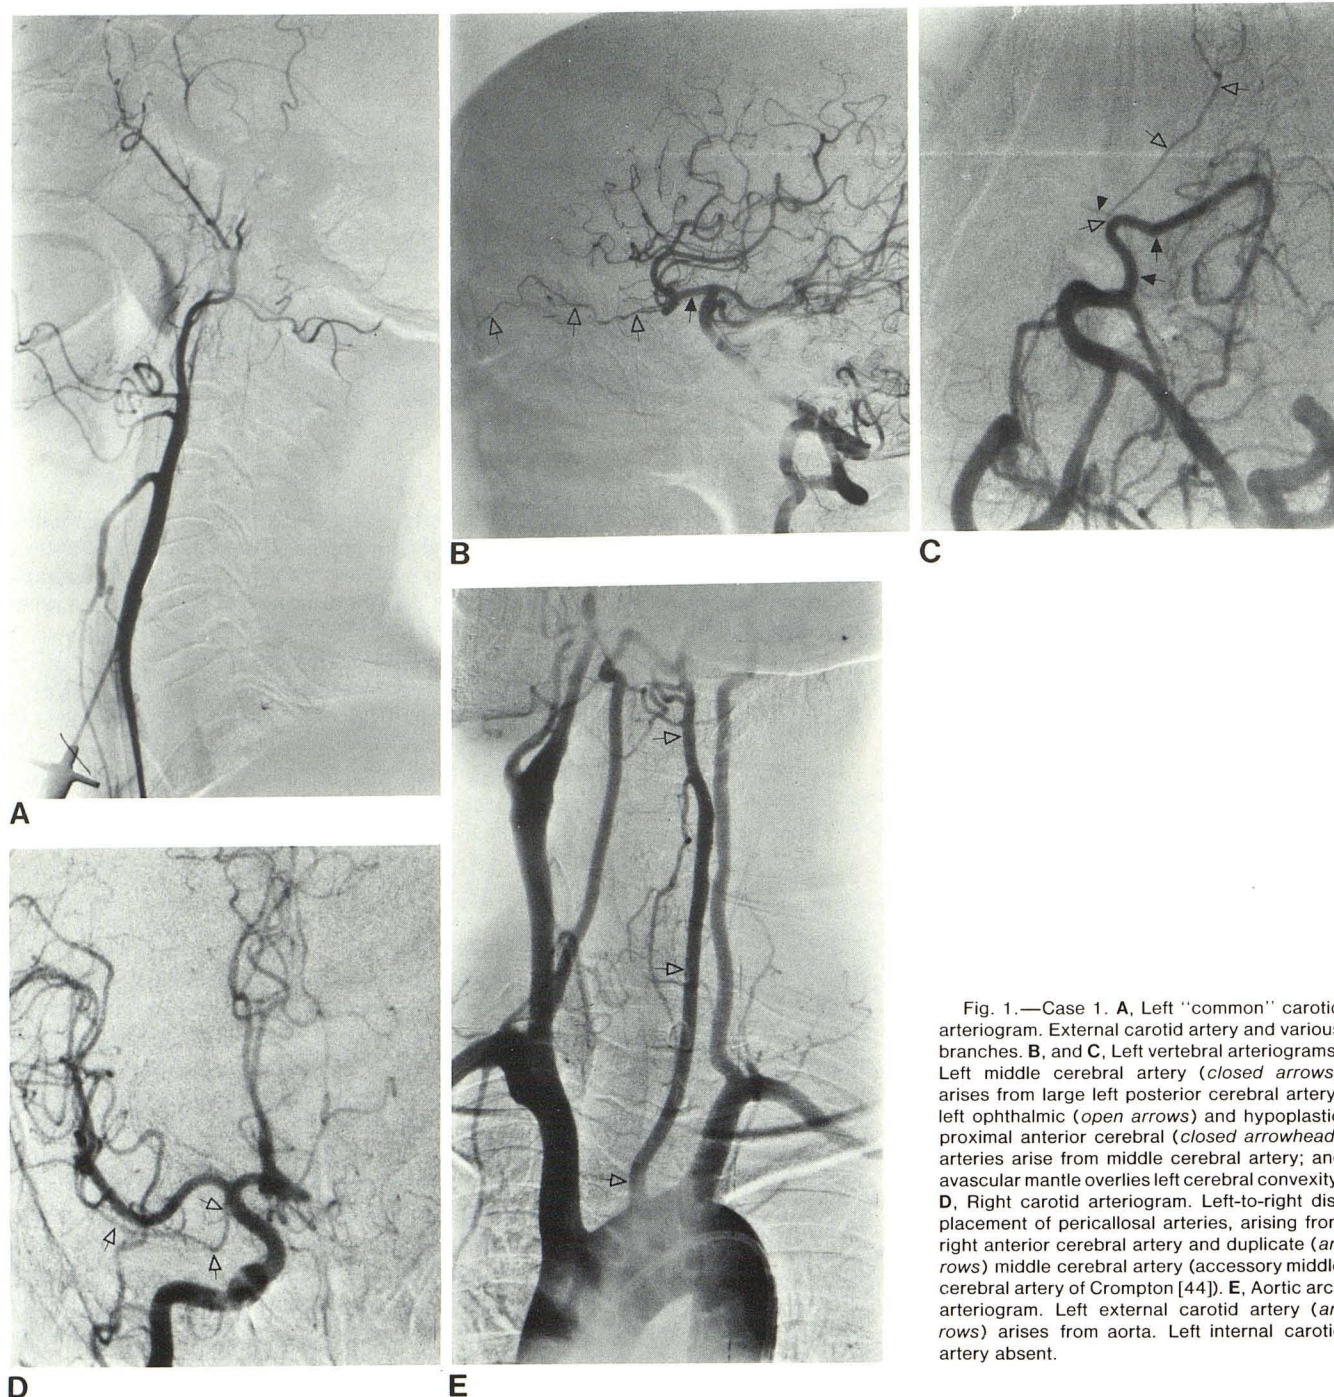 B
C
A
D
E
Fig. 1.—Case 1. A, Left "common" carotid
arteriogram. External carotid artery and various
branches. B, and C, Left vertebral arteriograms.
Left middle cerebral artery (closed arrows)
arises from large left posterior cerebral artery;
left ophthalmic (open arrows) and hypoplastic
proximal anterior cerebral (closed arrowhead)
arteries arise from middle cerebral artery; and
avascular mantle overlies left cerebral convexity.
D, Right carotid arteriogram. Left-to-right dis-
placement of pericallosal arteries, arising from
right anterior cerebral artery and duplicate (ar-
rows) middle cerebral artery (accessory middle
cerebral artery of Crompton [44]). E, Aortic arch
arteriogram. Left external carotid artery (ar-
rows) arises from aorta. Left internal carotid
artery absent.